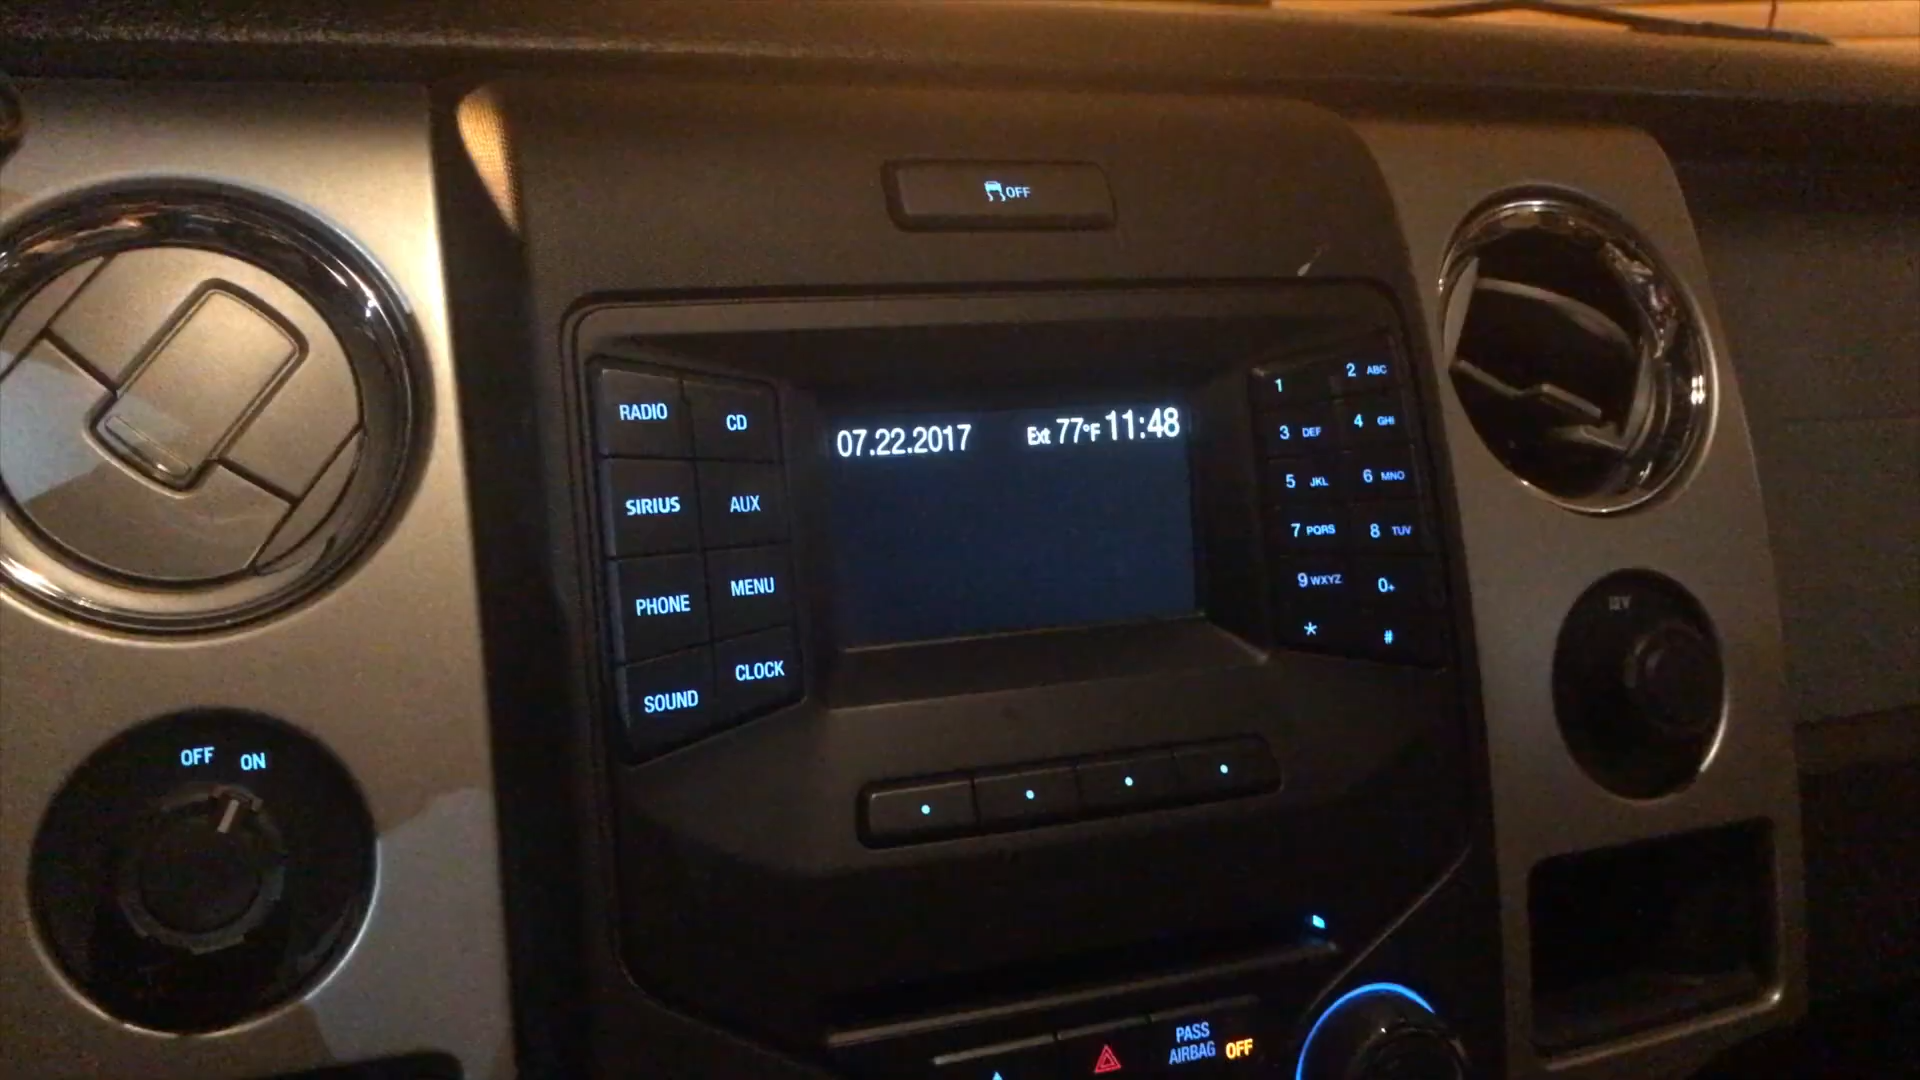 OFF
07.22.2017 Ext 77°F 11:48
RADIO CD
SIRIUS AUX
PHONE MENU
SOUND CLOCK
1 2 ABC
3 DEF 4 GHI
5 JKL 6 MNO
7 PQRS 8 TUV
9 WXYZ 0+
* #
12V
OFF ON
PASS
AIRBAG OFF